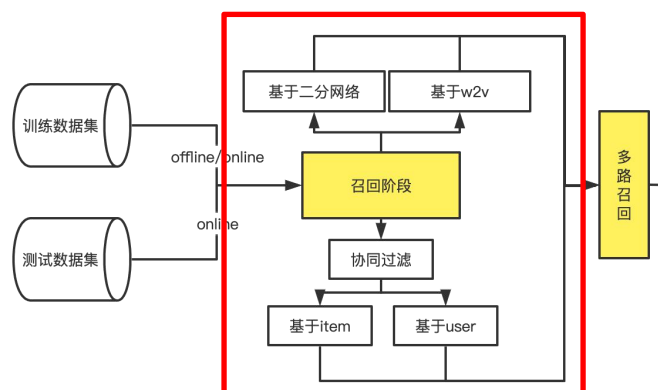 训练数据集
测试数据集
offline/online
online
基于二分网络
基于w2v
召回阶段
协同过滤
基于item
基于user
多
路
召
回